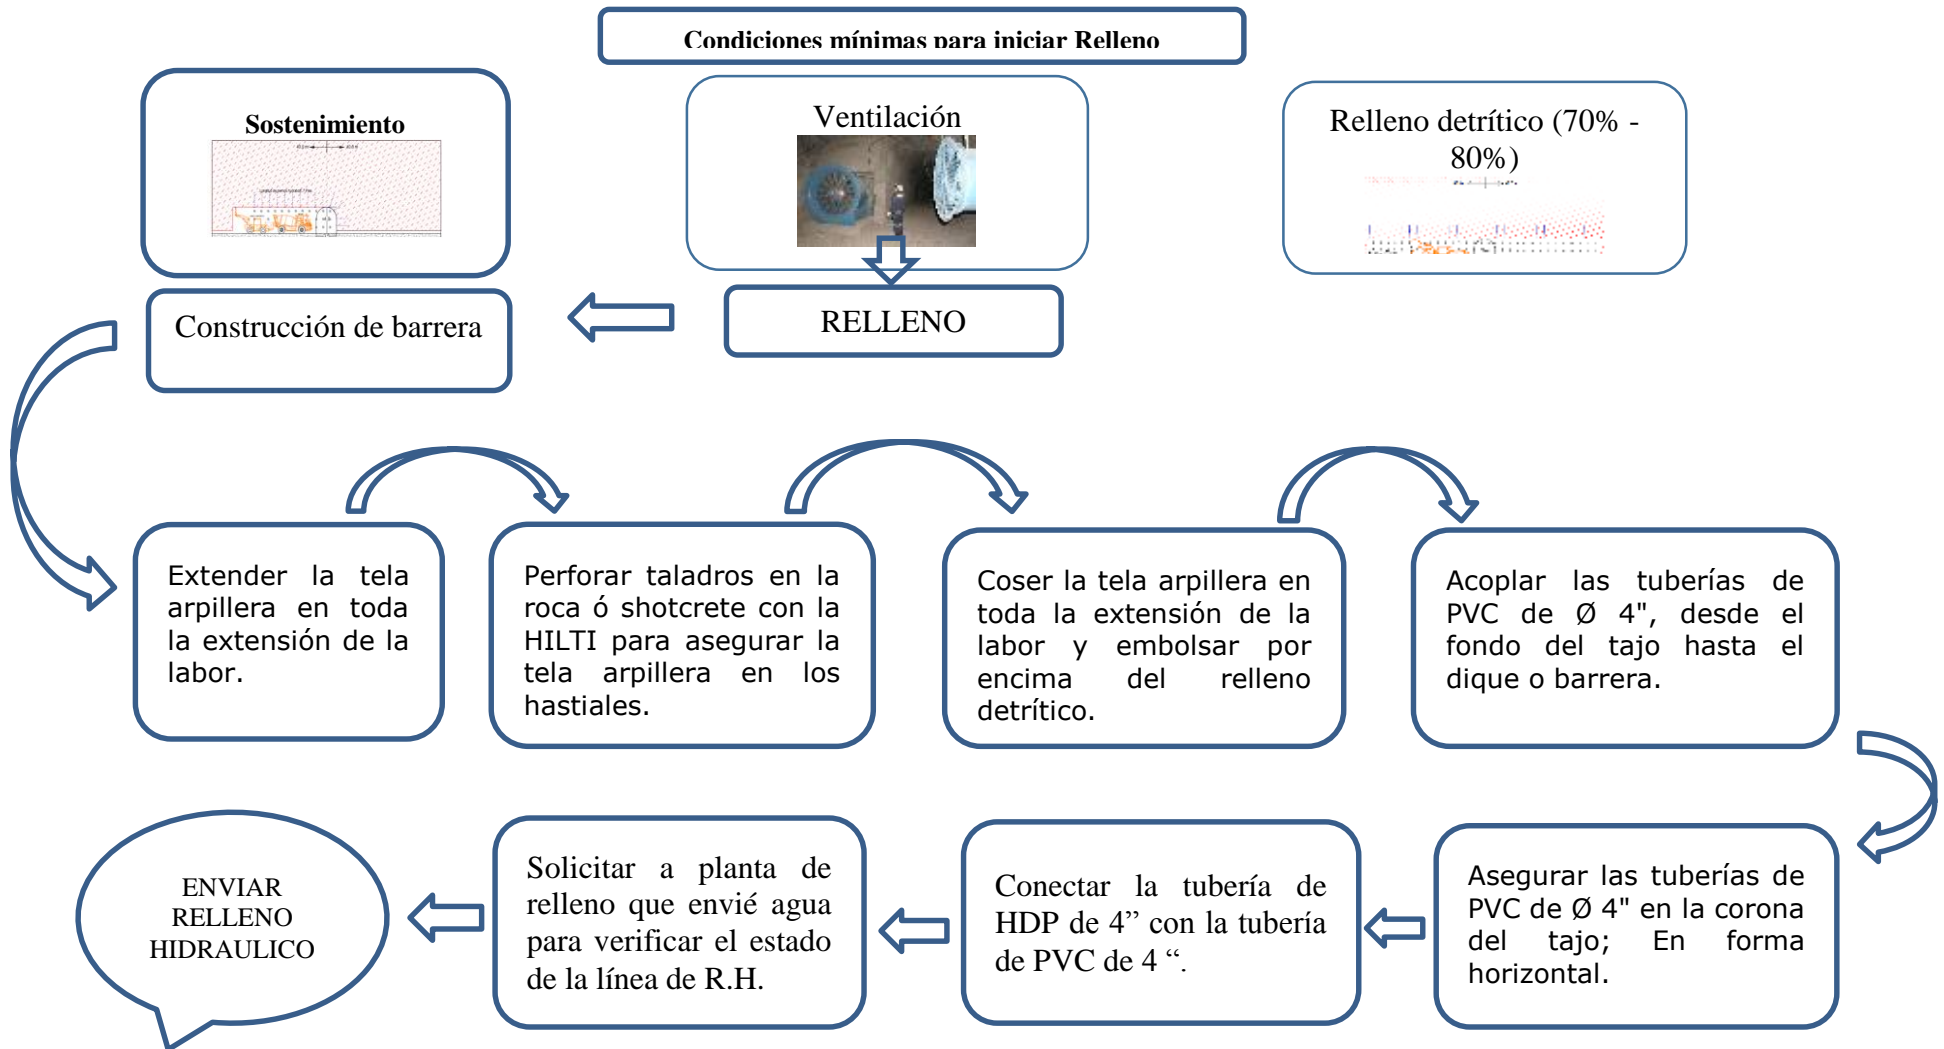 Condiciones mínimas para iniciar Relleno
Sostenimiento
Ventilación
Relleno detrítico (70% -
80%)
Construcción de barrera
RELLENO
Extender la tela
arpillera en toda
la extensión de la
labor.
Perforar taladros en la
roca ó shotcrete con la
HILTI para asegurar la
tela arpillera en los
hastiales.
Coser la tela arpillera en
toda la extensión de la
labor y embolsar por
encima del relleno
detrítico.
Acoplar las tuberías de
PVC de Ø 4", desde el
fondo del tajo hasta el
dique o barrera.
Asegurar las tuberías de
PVC de Ø 4" en la corona
del tajo; En forma
horizontal.
Conectar la tubería de
HDP de 4” con la tubería
de PVC de 4 “.
Solicitar a planta de
relleno que envié agua
para verificar el estado
de la línea de R.H.
ENVIAR
RELLENO
HIDRAULICO